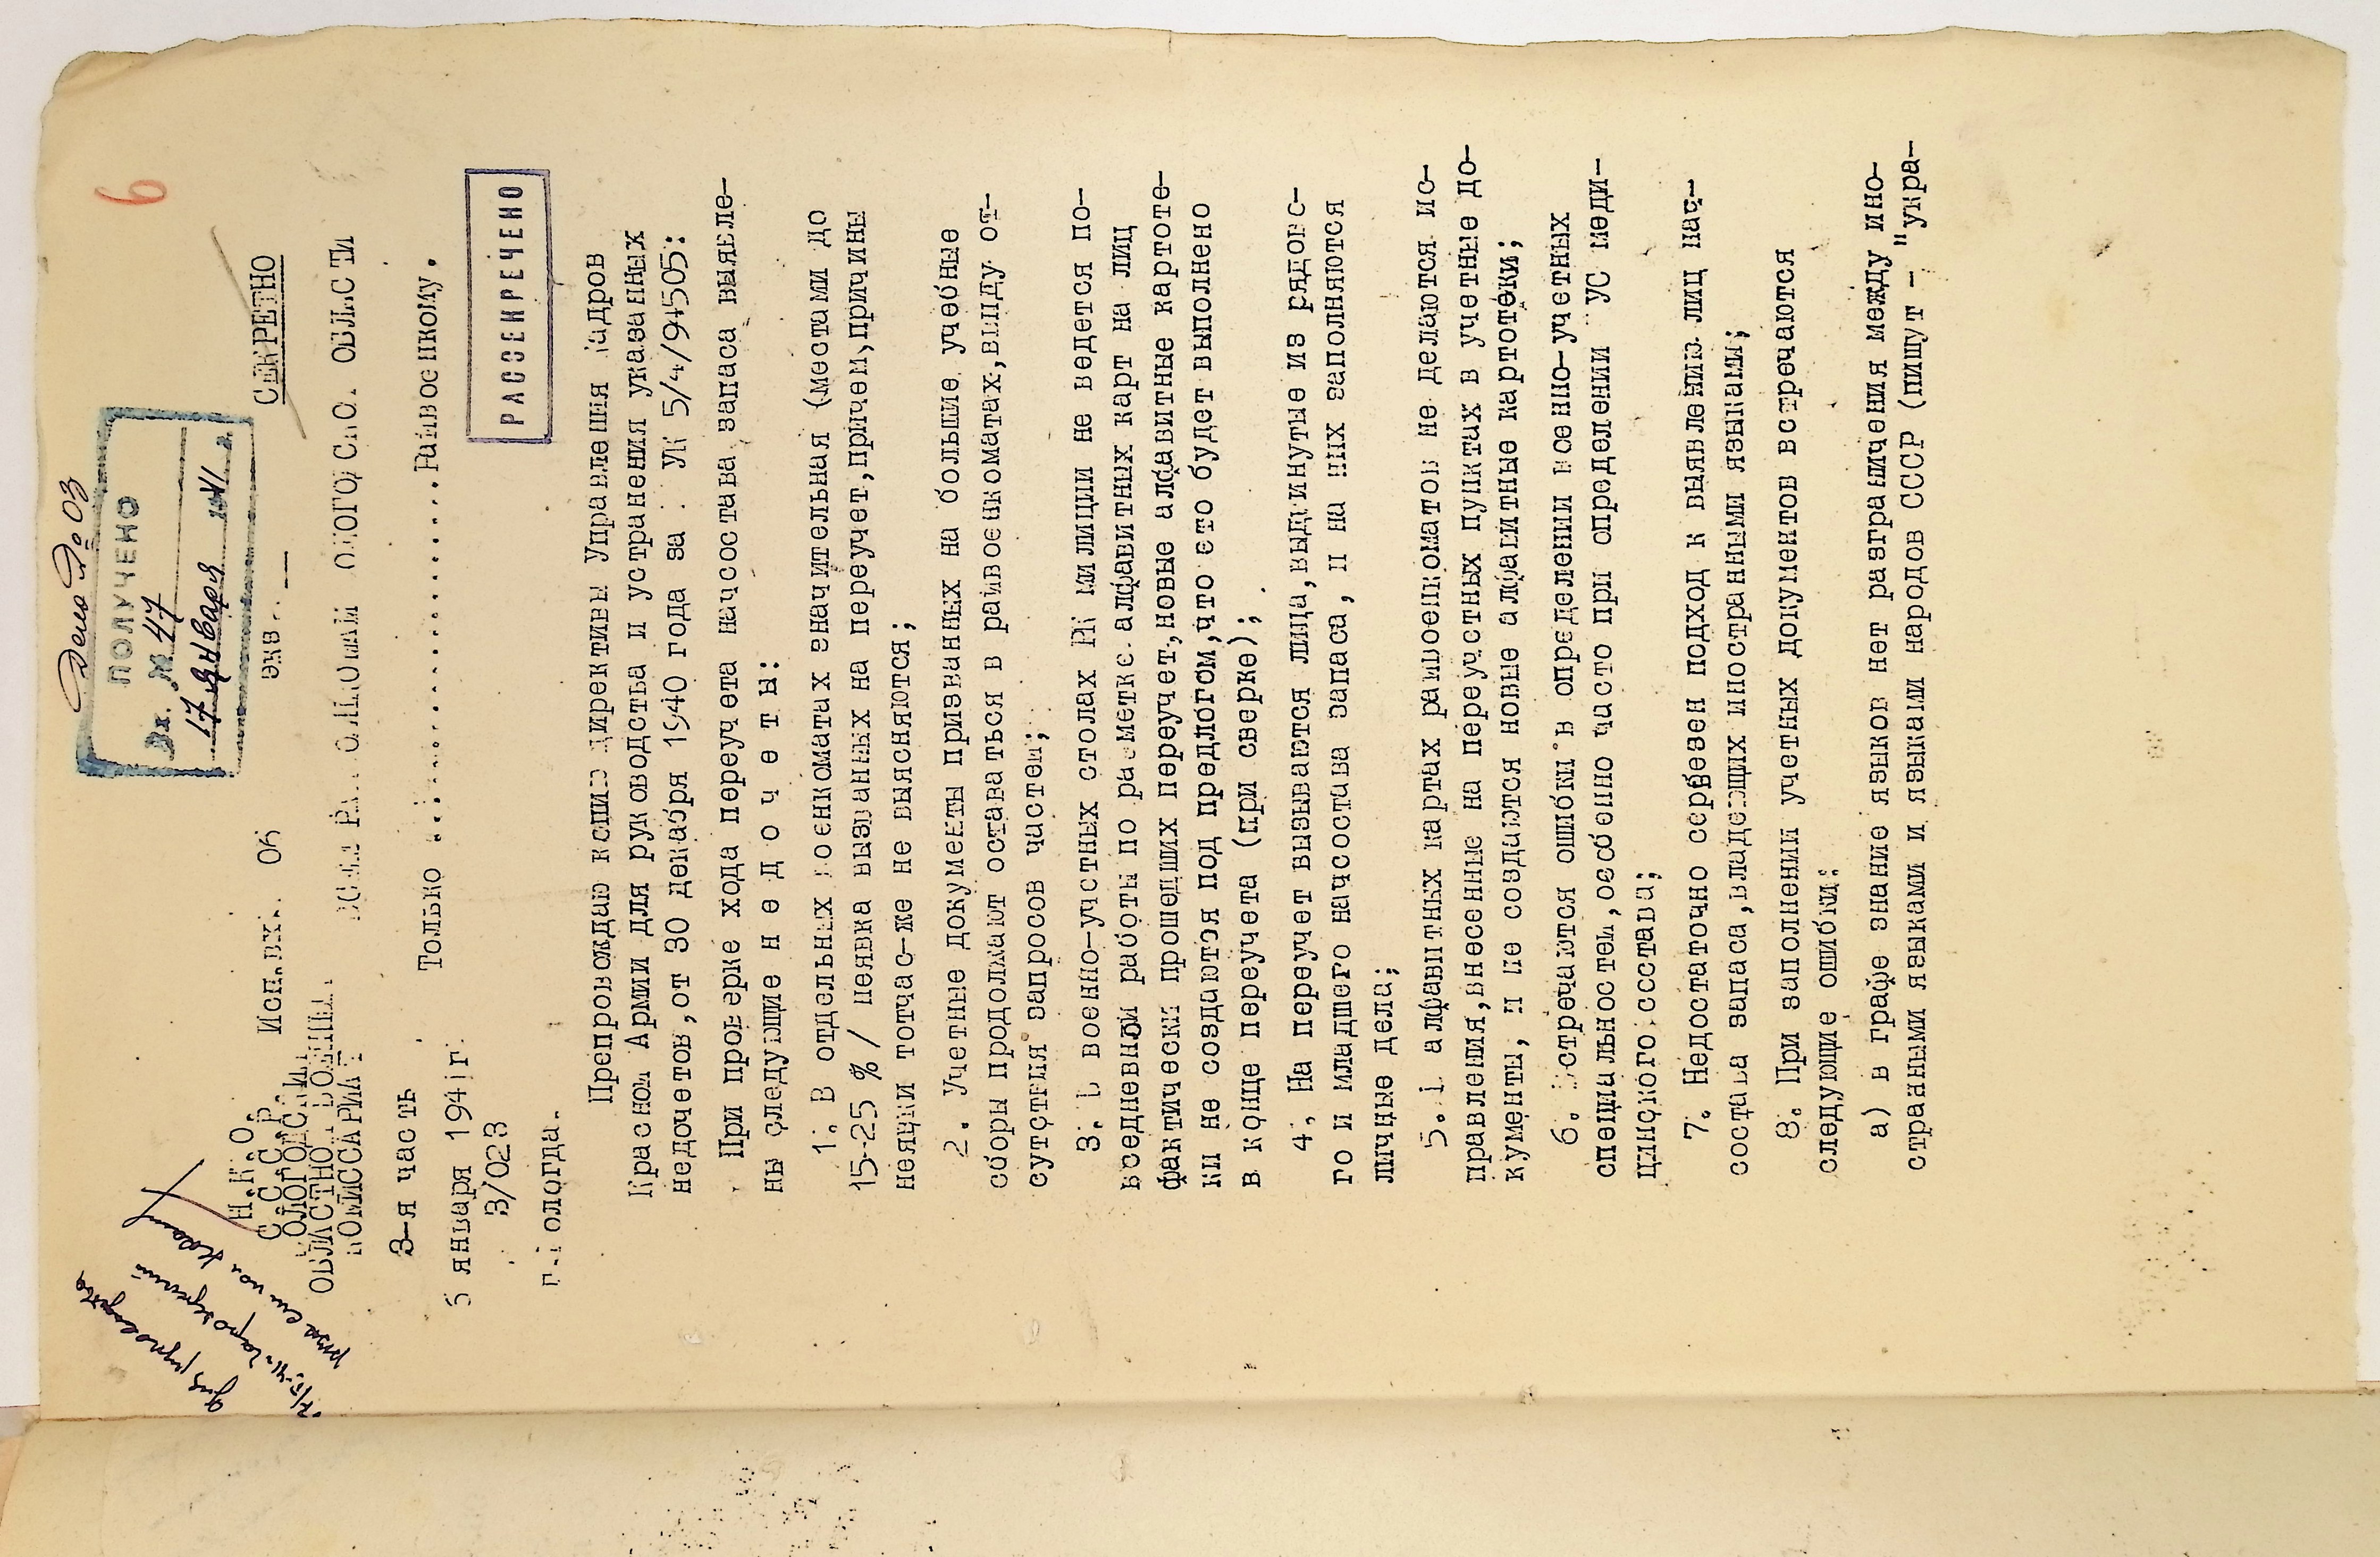 6
Дело № 03
ПОЛУЧЕНО
Вх. № 47
17 января 1941
Н.К.О.
С.С.С.Р.
ВОЛОГОДСКИЙ
ОБЛАСТНОЙ ВОЕННЫЙ
КОМИССАРИАТ
Исп.вх. 06
экз.
СЕКРЕТНО
ВОЛОГОДСКОЙ ОБЛАСТИ
3-я часть
Только ................Райвоенкому.
5 января 1941г.
3/023
РАССЕКРЕЧЕНО
г.Вологда.
Препровождаю копию директивы Управления Кадров
Красной Армии для руководства и устранения указанных
недочетов,от 30 декабря 1940 года за УК 5/4/94505:
При проверке хода переучета начсостава запаса выявле-
ны следующие н е д о ч е т ы:
1. В отдельных военкоматах значительная (местами до
15-25 %/ неявка вызванных на переучет,причем,причины
неявки тотчас-же не выясняются;
2. Учетные документы призванных на большие учебные
сборы продолжают оставаться в райвоенкоматах,ввиду от-
сутствия запросов частей;
3. В военно-учетных столах РК милиции не ведется по-
вседневной работы по разметке алфавитных карт на лиц
фактически прошедших переучет,новые алфавитные картоте-
ки не создаются под предлогом,что это будет выполнено
в конце переучета (при сверке);
4. На переучет вызываются лица,выдвинутые из рядовс-
го и младшего начсостава запаса, и на них заполняются
личные дела;
5. В алфавитных картах райвоенкоматов не делаются ис-
правления,внесенные на переучетных пунктах в учетные до-
кументы, и не создаются новые алфавитные картотеки;
6. Встречаются ошибки в определении военно-учетных
специальностей,особенно часто при определении УС меди-
цинского состава;
7. Недостаточно серьезен подход к выявлению лиц нач-
состава запаса,владеющих иностранными языками;
8. При заполнении учетных документов встречаются
следующие ошибки:
а) в графе знание языков нет разграничения между ино-
странными языками и языками народов СССР (пишут - "укра-